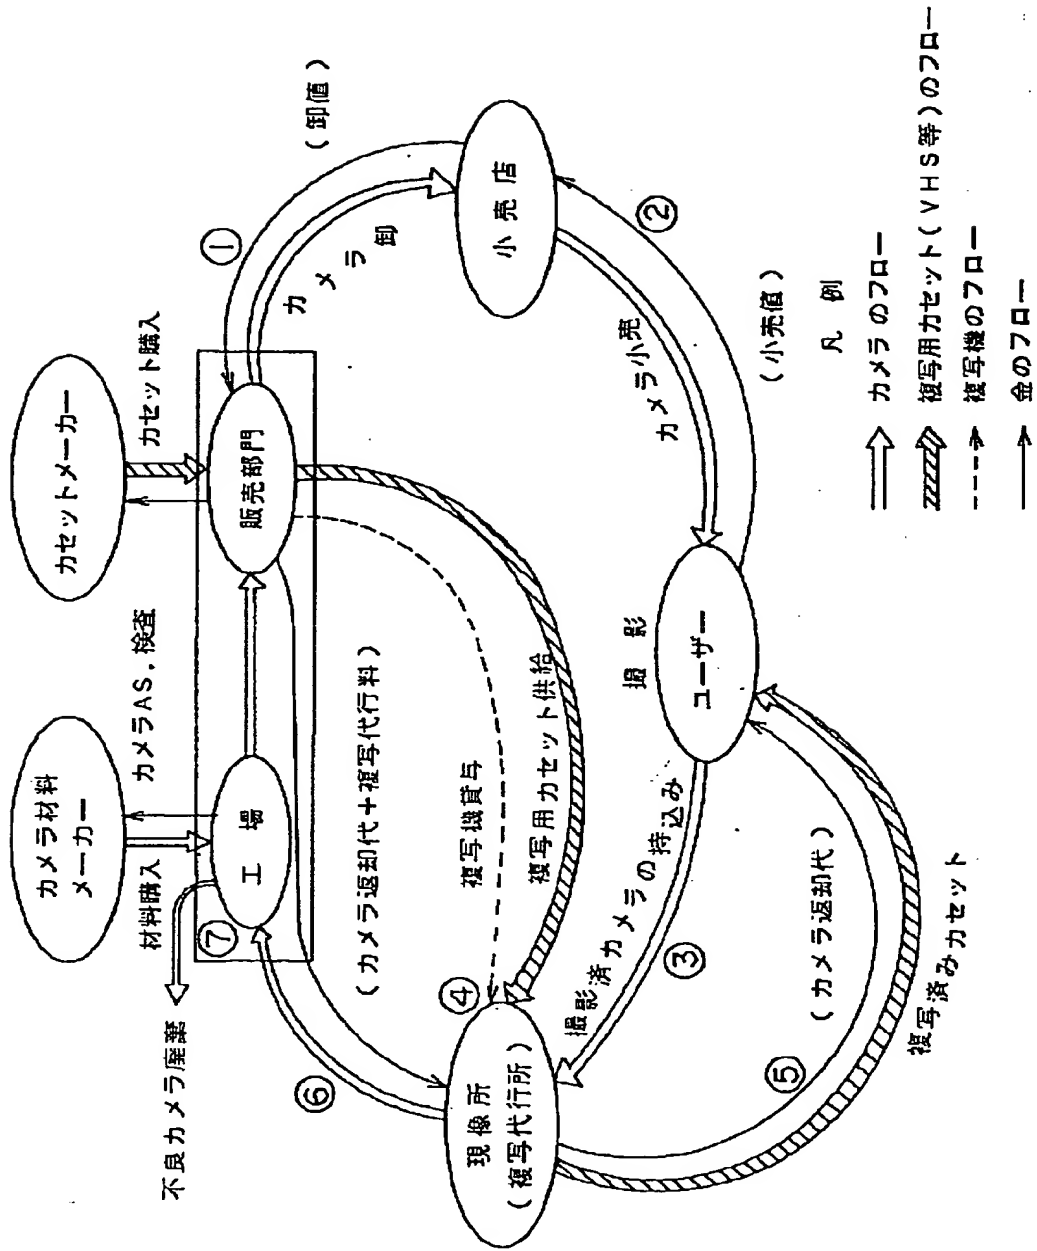 カメラ材料
メーカー
カセットメーカー
材料購入
カメラAS,検査
カセット購入
不良カメラ廃棄
⑦
工場
販売部門
①
(卸値)
⑥
(カメラ返却代+複写代行料)
カメラ卸
複写機貸与
複写用カセット供給
④
現像所
(複写代行所)
小売店
撮影済カメラの持込み
③
撮影
ユーザー
カメラ小売
②
⑤
(カメラ返却代)
複写済みカセット
(小売値)
凡例
カメラのフロー
複写用カセット(VHS等)のフロー
複写機のフロー
金のフロー